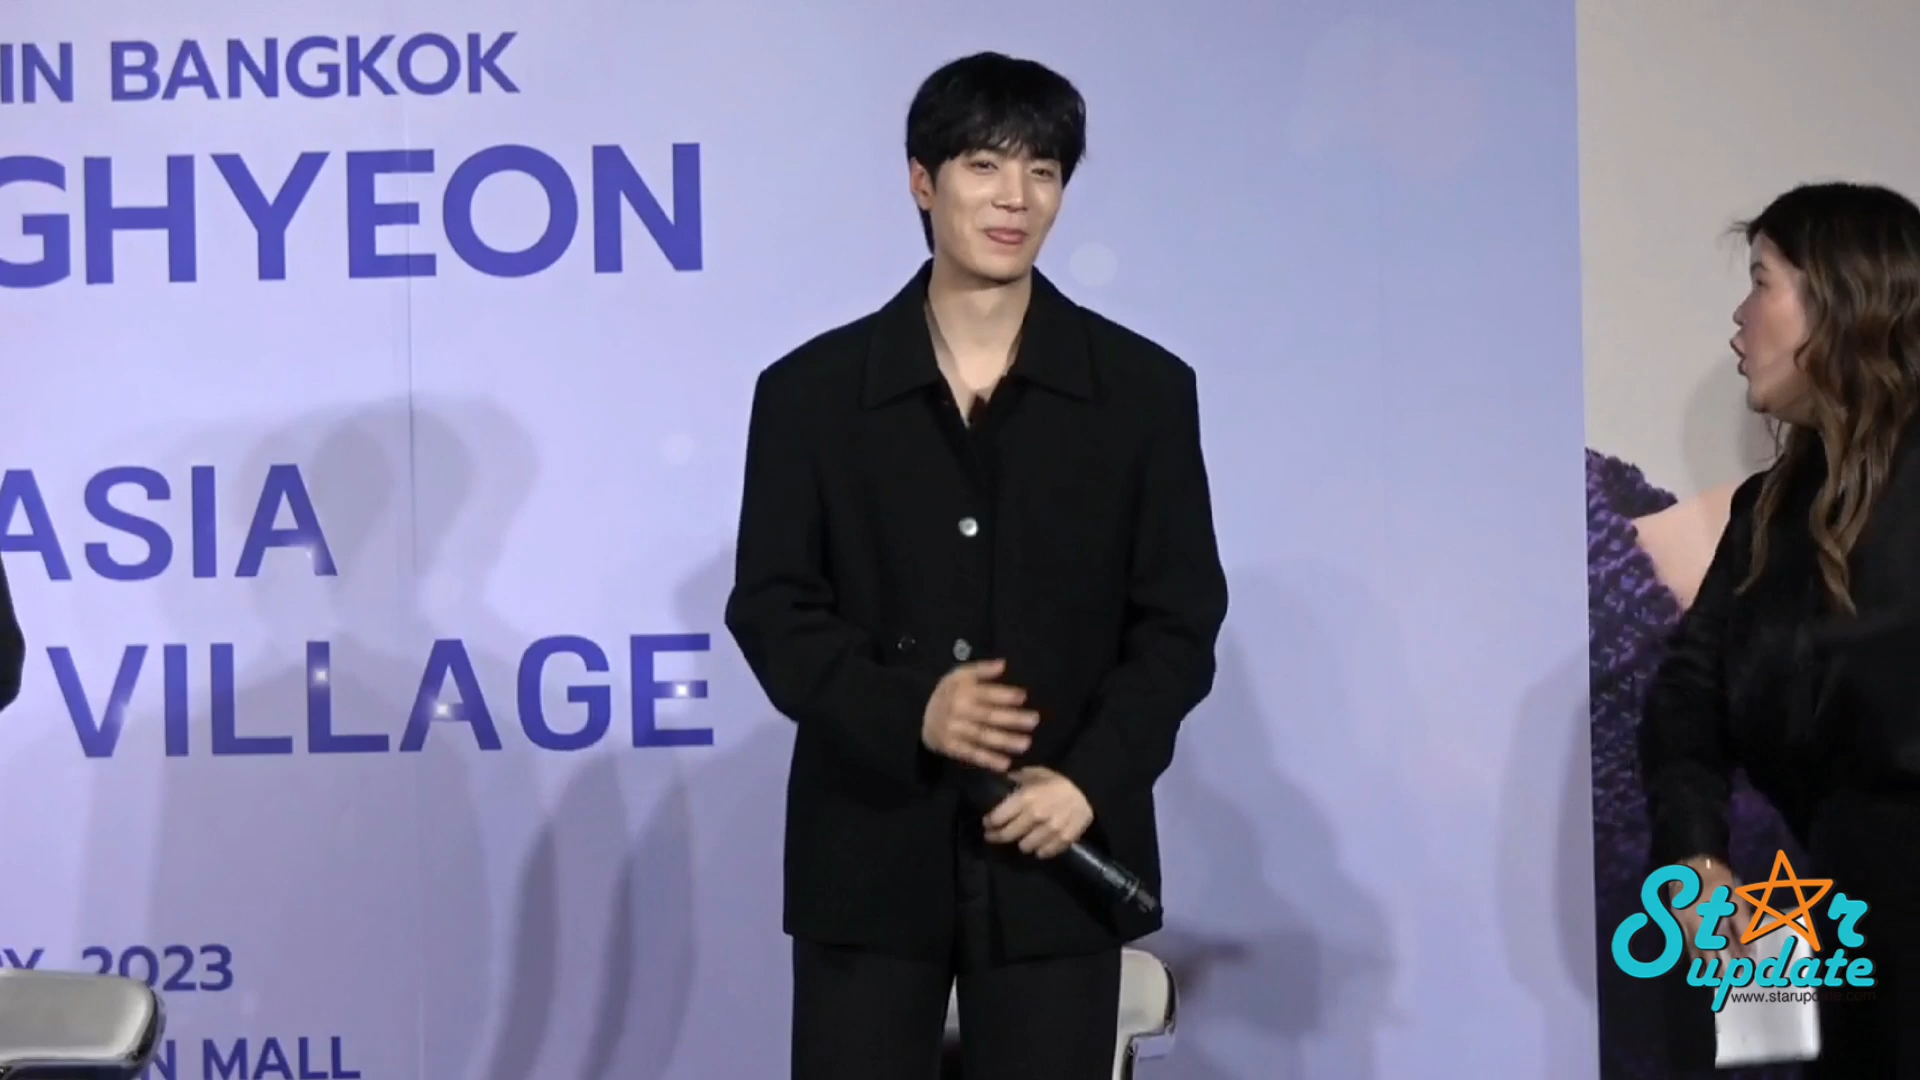 IN BANGKOK
GHYEON
ASIA
VILLAGE
2023
N MALL
Star
update
www.starupdate.com